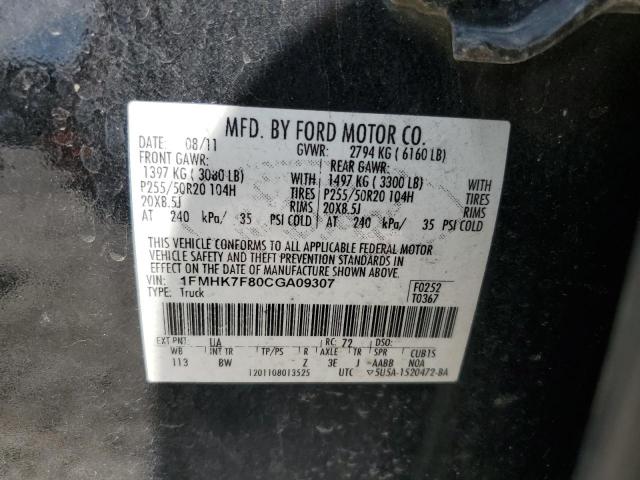 MFD. BY FORD MOTOR CO.
DATE: 08/11 GVWR: 2794 KG ( 6160 LB)
FRONT GAWR: REAR GAWR:
1397 KG ( 3080 LB) WITH 1497 KG ( 3300 LB) WITH
P255/50R20 104H TIRES P255/50R20 104H TIRES
20X8.5J RIMS 20X8.5J RIMS
AT 240 kPa/ 35 PSI COLD AT 240 kPa/ 35 PSI COLD
THIS VEHICLE CONFORMS TO ALL APPLICABLE FEDERAL MOTOR
VEHICLE SAFETY AND THEFT PREVENTION STANDARDS IN
EFFECT ON THE DATE OF MANUFACTURE SHOWN ABOVE.
VIN: 1FMHK7F80CGA09307 F0252
TYPE: Truck T0367
EXT PNT: UA RC: 72 DSO:
WB INT TR TP/PS R AXLE TR SPR CUB1S
113 BW Z 3E J AABB NOA
1201108013525 UTC ▽5U5A-1520472-BA